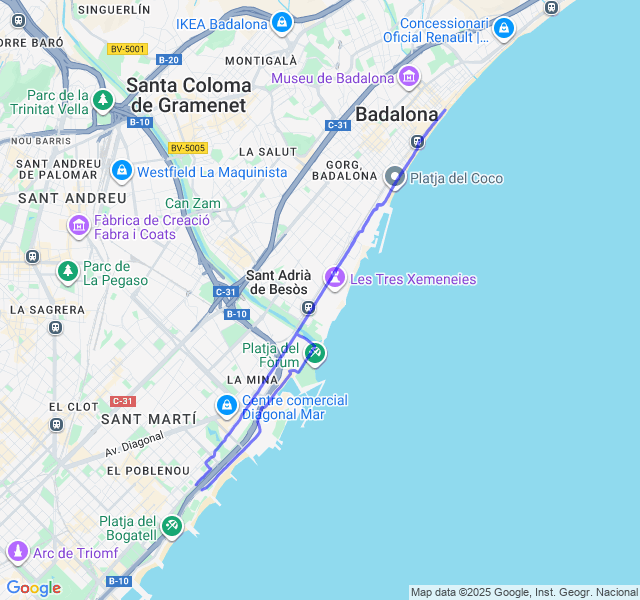 SINGUERLÍN
IKEA Badalona
Concessionari
Oficial Renault |...
ORRE BARÓ
BV-5001
B-20
MONTIGALÀ
Museu de Badalona
Santa Coloma
de Gramenet
Parc de la
Trinitat Vella
B-10
C-31
Badalona
NOU BARRIS
BV-5005
LA SALUT
SANT ANDREU
DE PALOMAR
Westfield La Maquinista
GORG,
BADALONA
Platja del Coco
SANT ANDREU
Can Zam
Fàbrica de Creació
Fabra i Coats
Parc de
La Pegaso
Sant Adrià
de Besòs
Les Tres Xemeneies
C-31
B-10
LA SAGRERA
Platja del
Fòrum
LA MINA
C-31
Centre comercial
Diagonal Mar
EL CLOT
SANT MARTÍ
Av. Diagonal
EL POBLENOU
Platja del
Bogatell
Arc de Triomf
B-10
Google
Map data ©2025 Google, Inst. Geogr. Nacional